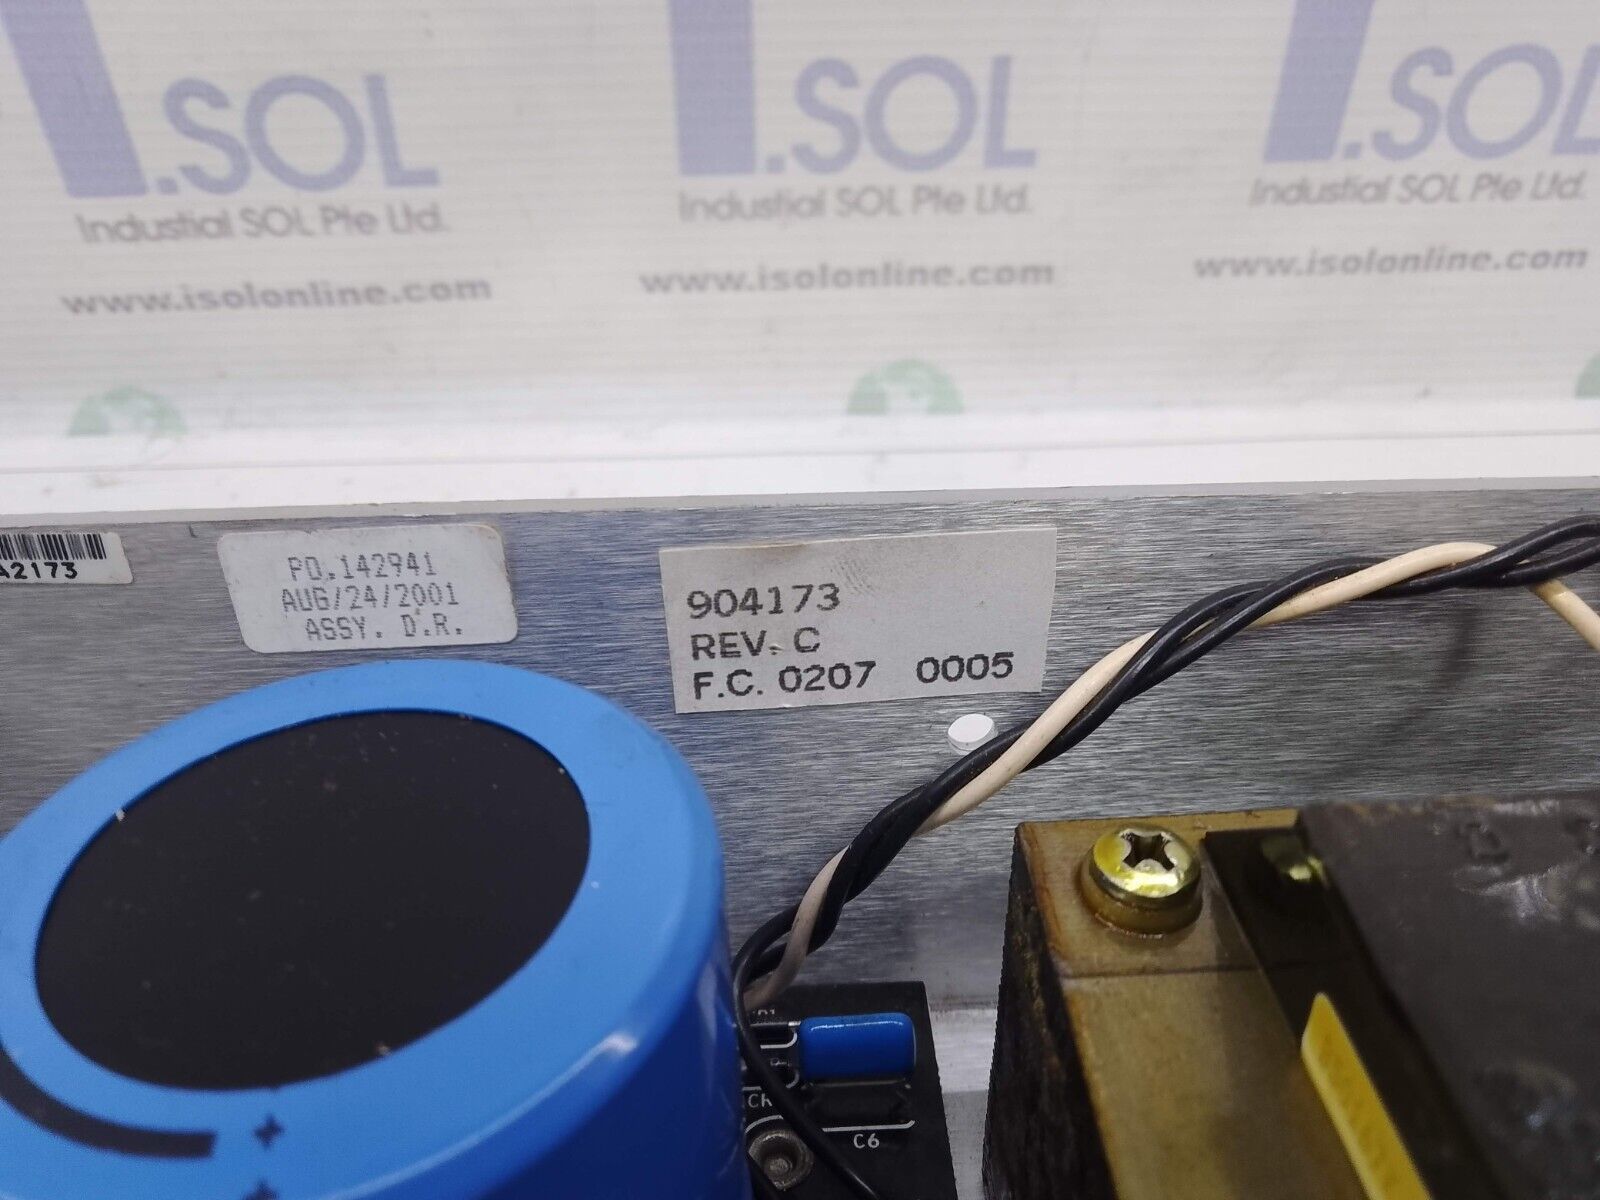 I.SOL
Industial SOL Pte Ltd.
www.isolonline.com
I.SOL
Industial SOL Pte Ltd.
www.isolonline.com
I.SOL
Industial SOL Pte Ltd.
www.isolonline.com
A2173
PO.142941
AUG/24/2001
ASSY. D.R.
904173
REV. C
F.C. 0207 0005
CR
C6